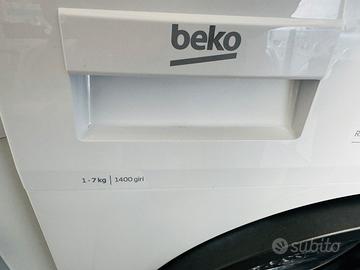 beko
1 - 7 kg | 1400 giri
subito